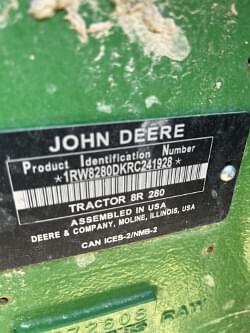 JOHN DEERE
Product Identification Number
*1RW8280DKRC241928*
TRACTOR 8R 280
ASSEMBLED IN USA
DEERE & COMPANY, MOLINE, ILLINOIS, USA
CAN ICES-2/NMB-2